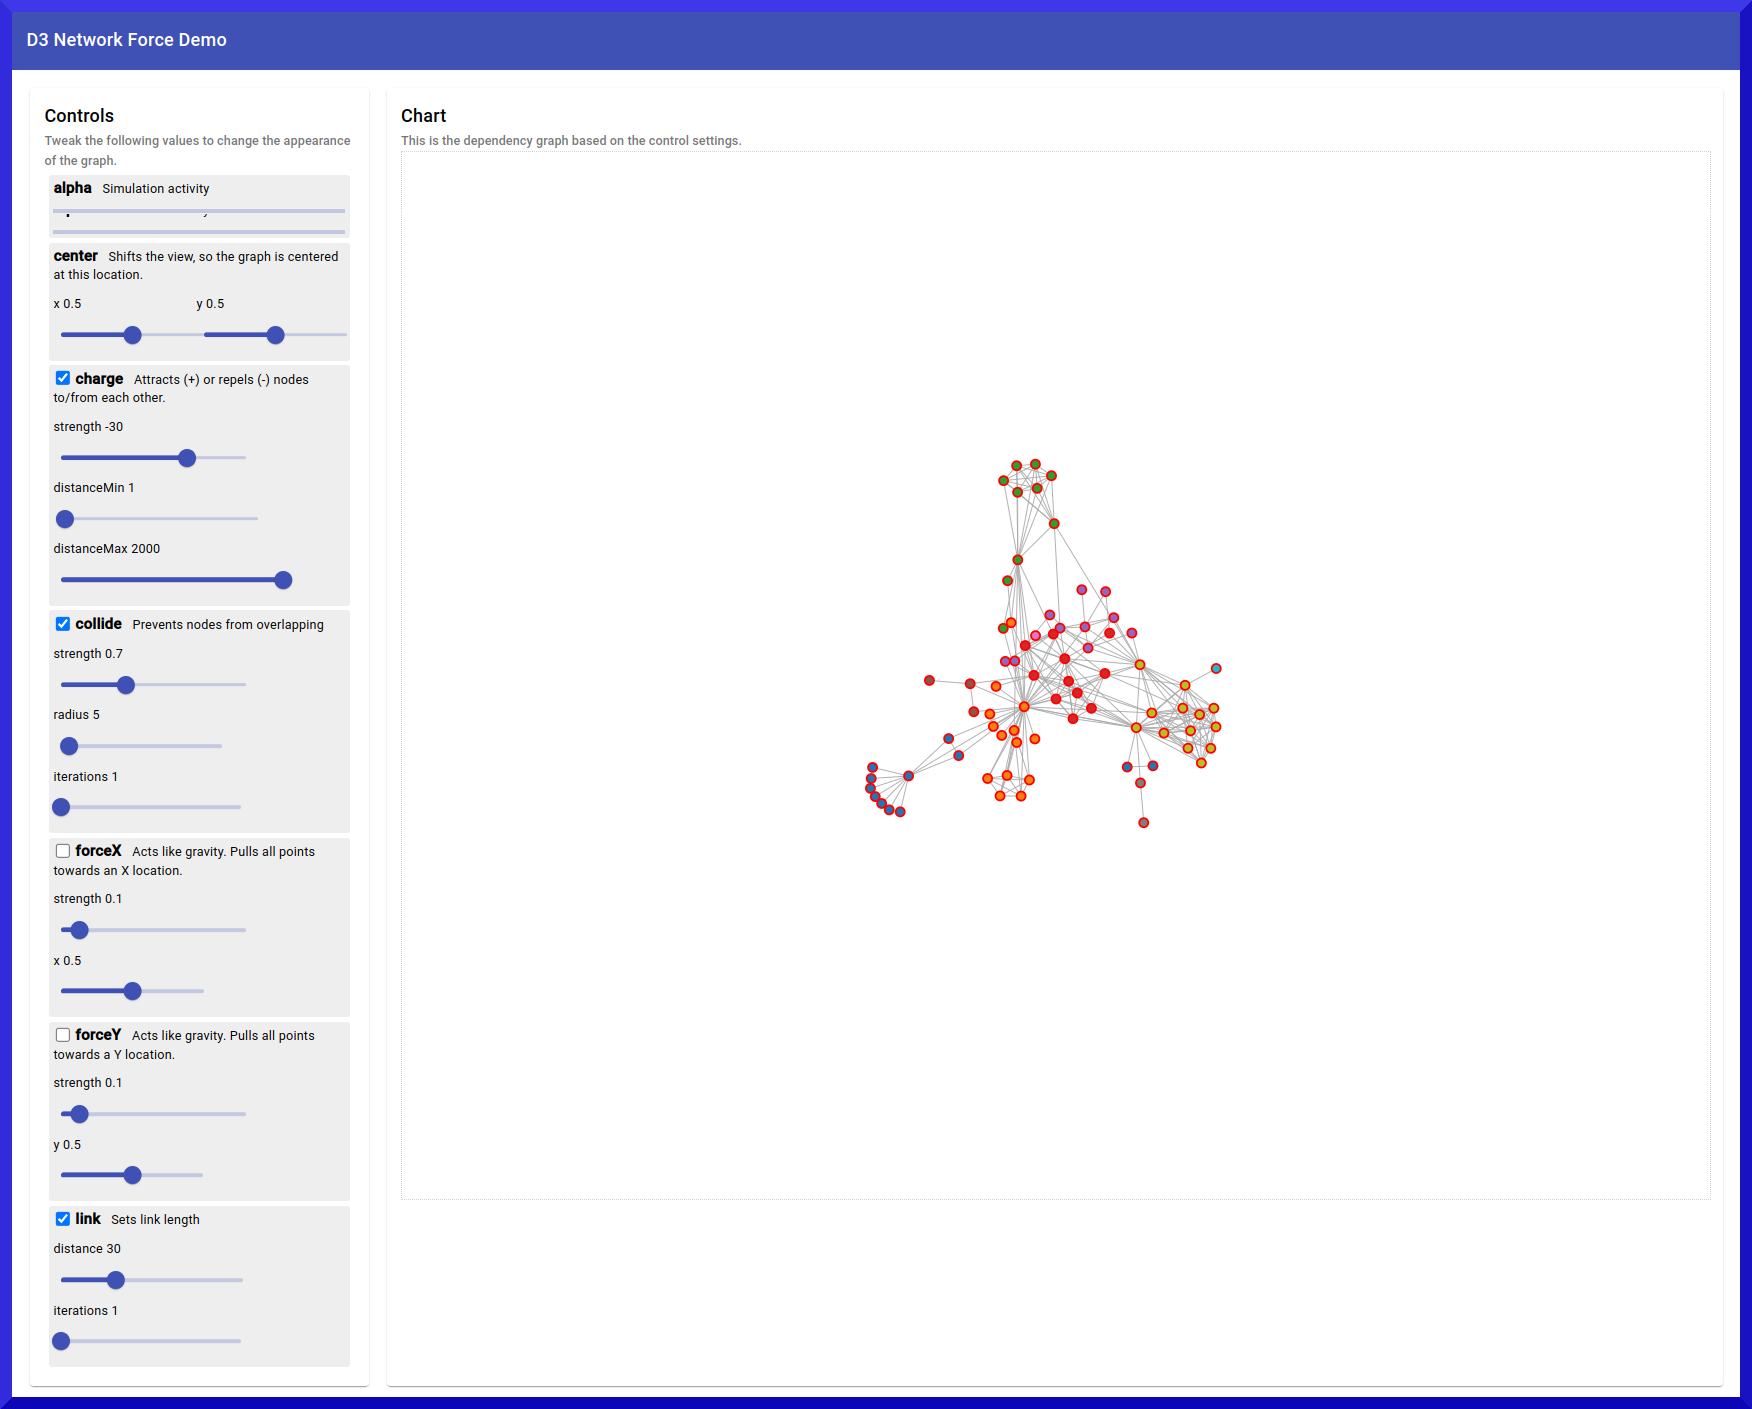 D3 Network Force Demo
Controls
Tweak the following values to change the appearance
of the graph.
alpha Simulation activity
center Shifts the view, so the graph is centered
at this location.
x 0.5 y 0.5
charge Attracts (+) or repels (-) nodes
to/from each other.
strength -30
distanceMin 1
distanceMax 2000
collide Prevents nodes from overlapping
strength 0.7
radius 5
iterations 1
forceX Acts like gravity. Pulls all points
towards an X location.
strength 0.1
x 0.5
forceY Acts like gravity. Pulls all points
towards a Y location.
strength 0.1
y 0.5
link Sets link length
distance 30
iterations 1
Chart
This is the dependency graph based on the control settings.